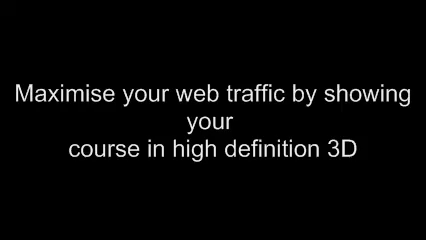 Maximise your web traffic by showing
your
course in high definition 3D